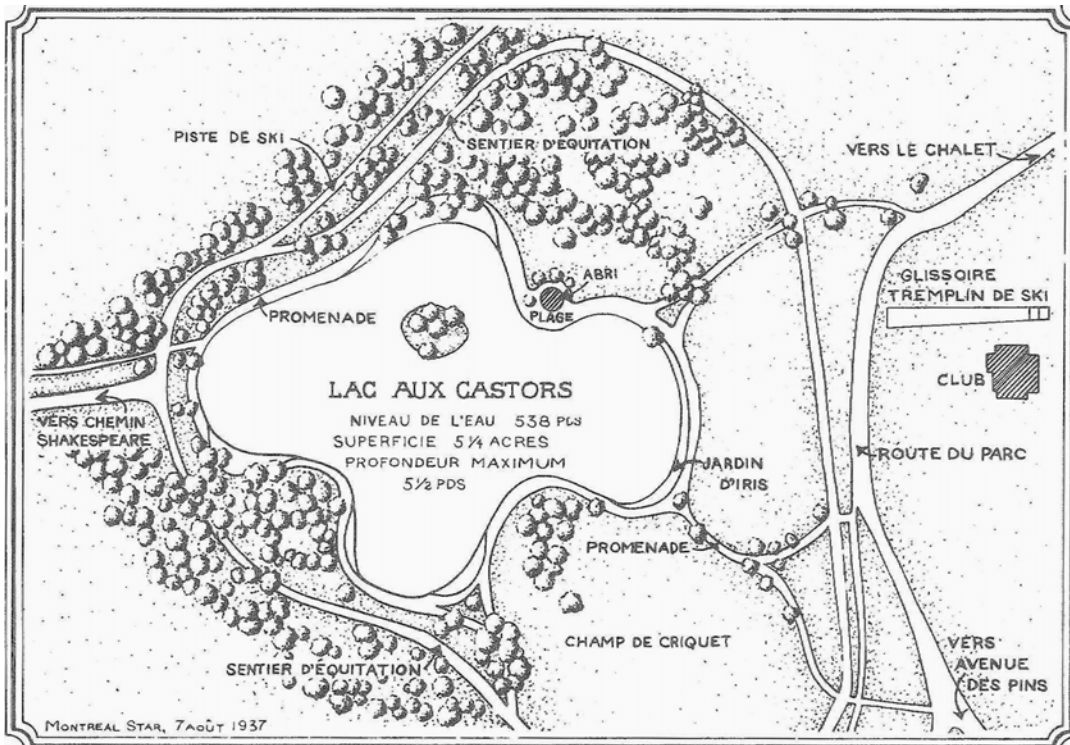 PISTE DE SKI
SENTIER D'ÉQUITATION
VERS LE CHALET
GLISSOIRE
TREMPLIN DE SKI
ABRI
PLAGE
PROMENADE
CLUB
LAC AUX CASTORS
NIVEAU DE L'EAU 538 PDS
SUPERFICIE 5¼ ACRES
PROFONDEUR MAXIMUM
5½ PDS
VERS CHEMIN
SHAKESPEARE
JARDIN
D'IRIS
ROUTE DU PARC
PROMENADE
CHAMP DE CRIQUET
SENTIER D'ÉQUITATION
VERS
AVENUE
DES PINS
MONTREAL STAR, 7 AOÛT 1937